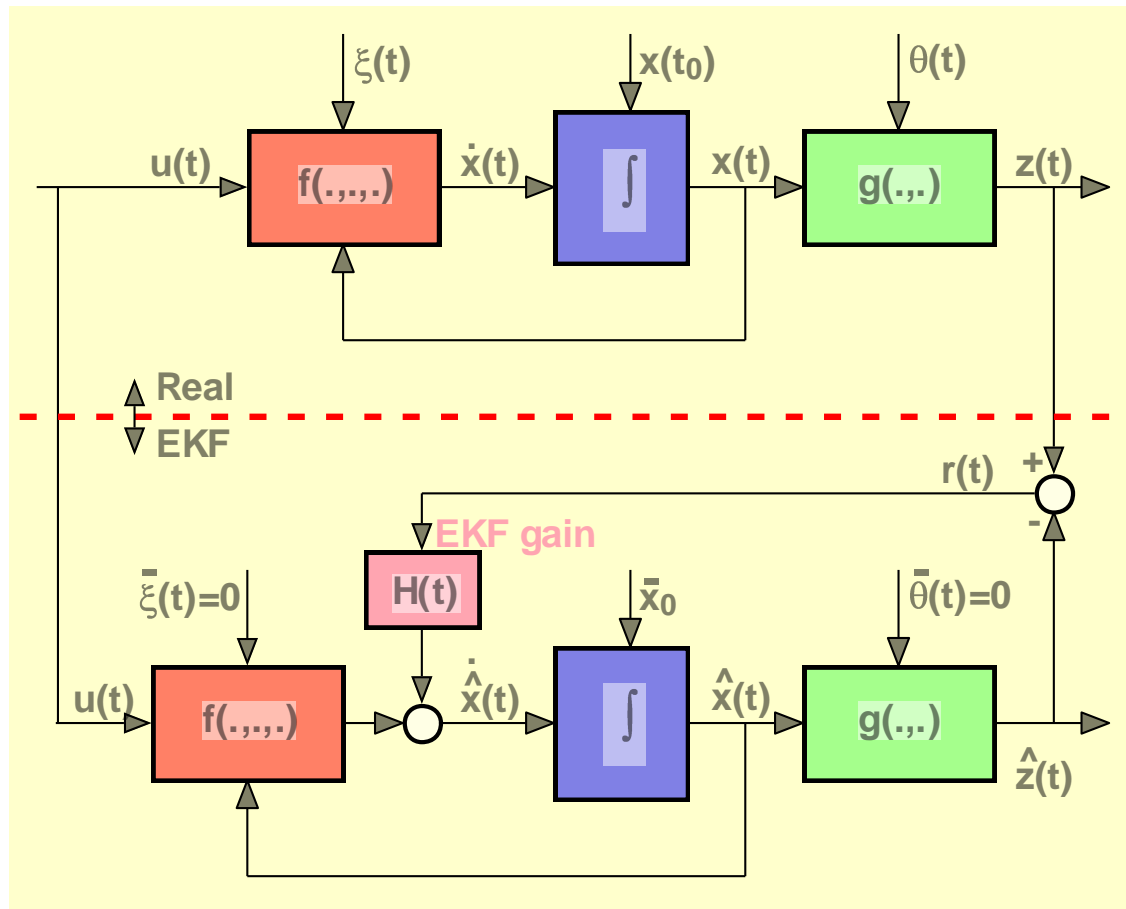 ξ(t)
x(t₀)
θ(t)
u(t)
f(.,.,.)
ẋ(t)
∫
x(t)
g(.,.)
z(t)
Real
EKF
r(t)
+
-
EKF gain
H(t)
ξ̄(t)=0
x̄₀
θ̄(t)=0
u(t)
f(.,.,.)
x̂̇(t)
∫
x̂(t)
g(.,.)
ẑ(t)